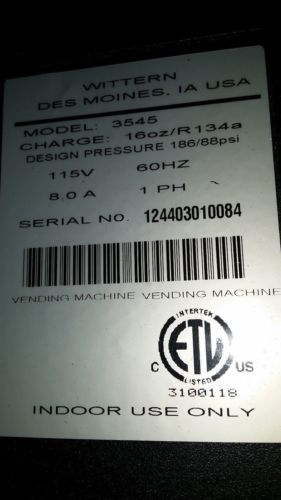 WITTERN
DES MOINES, IA USA
MODEL: 3545
CHARGE: 16oz/R134a
DESIGN PRESSURE 186/88psi
115V 60HZ
8.0 A 1 PH
SERIAL NO. 124403010084
VENDING MACHINE VENDING MACHINE
INTERTEK
C ETL US
LISTED
3100118
INDOOR USE ONLY